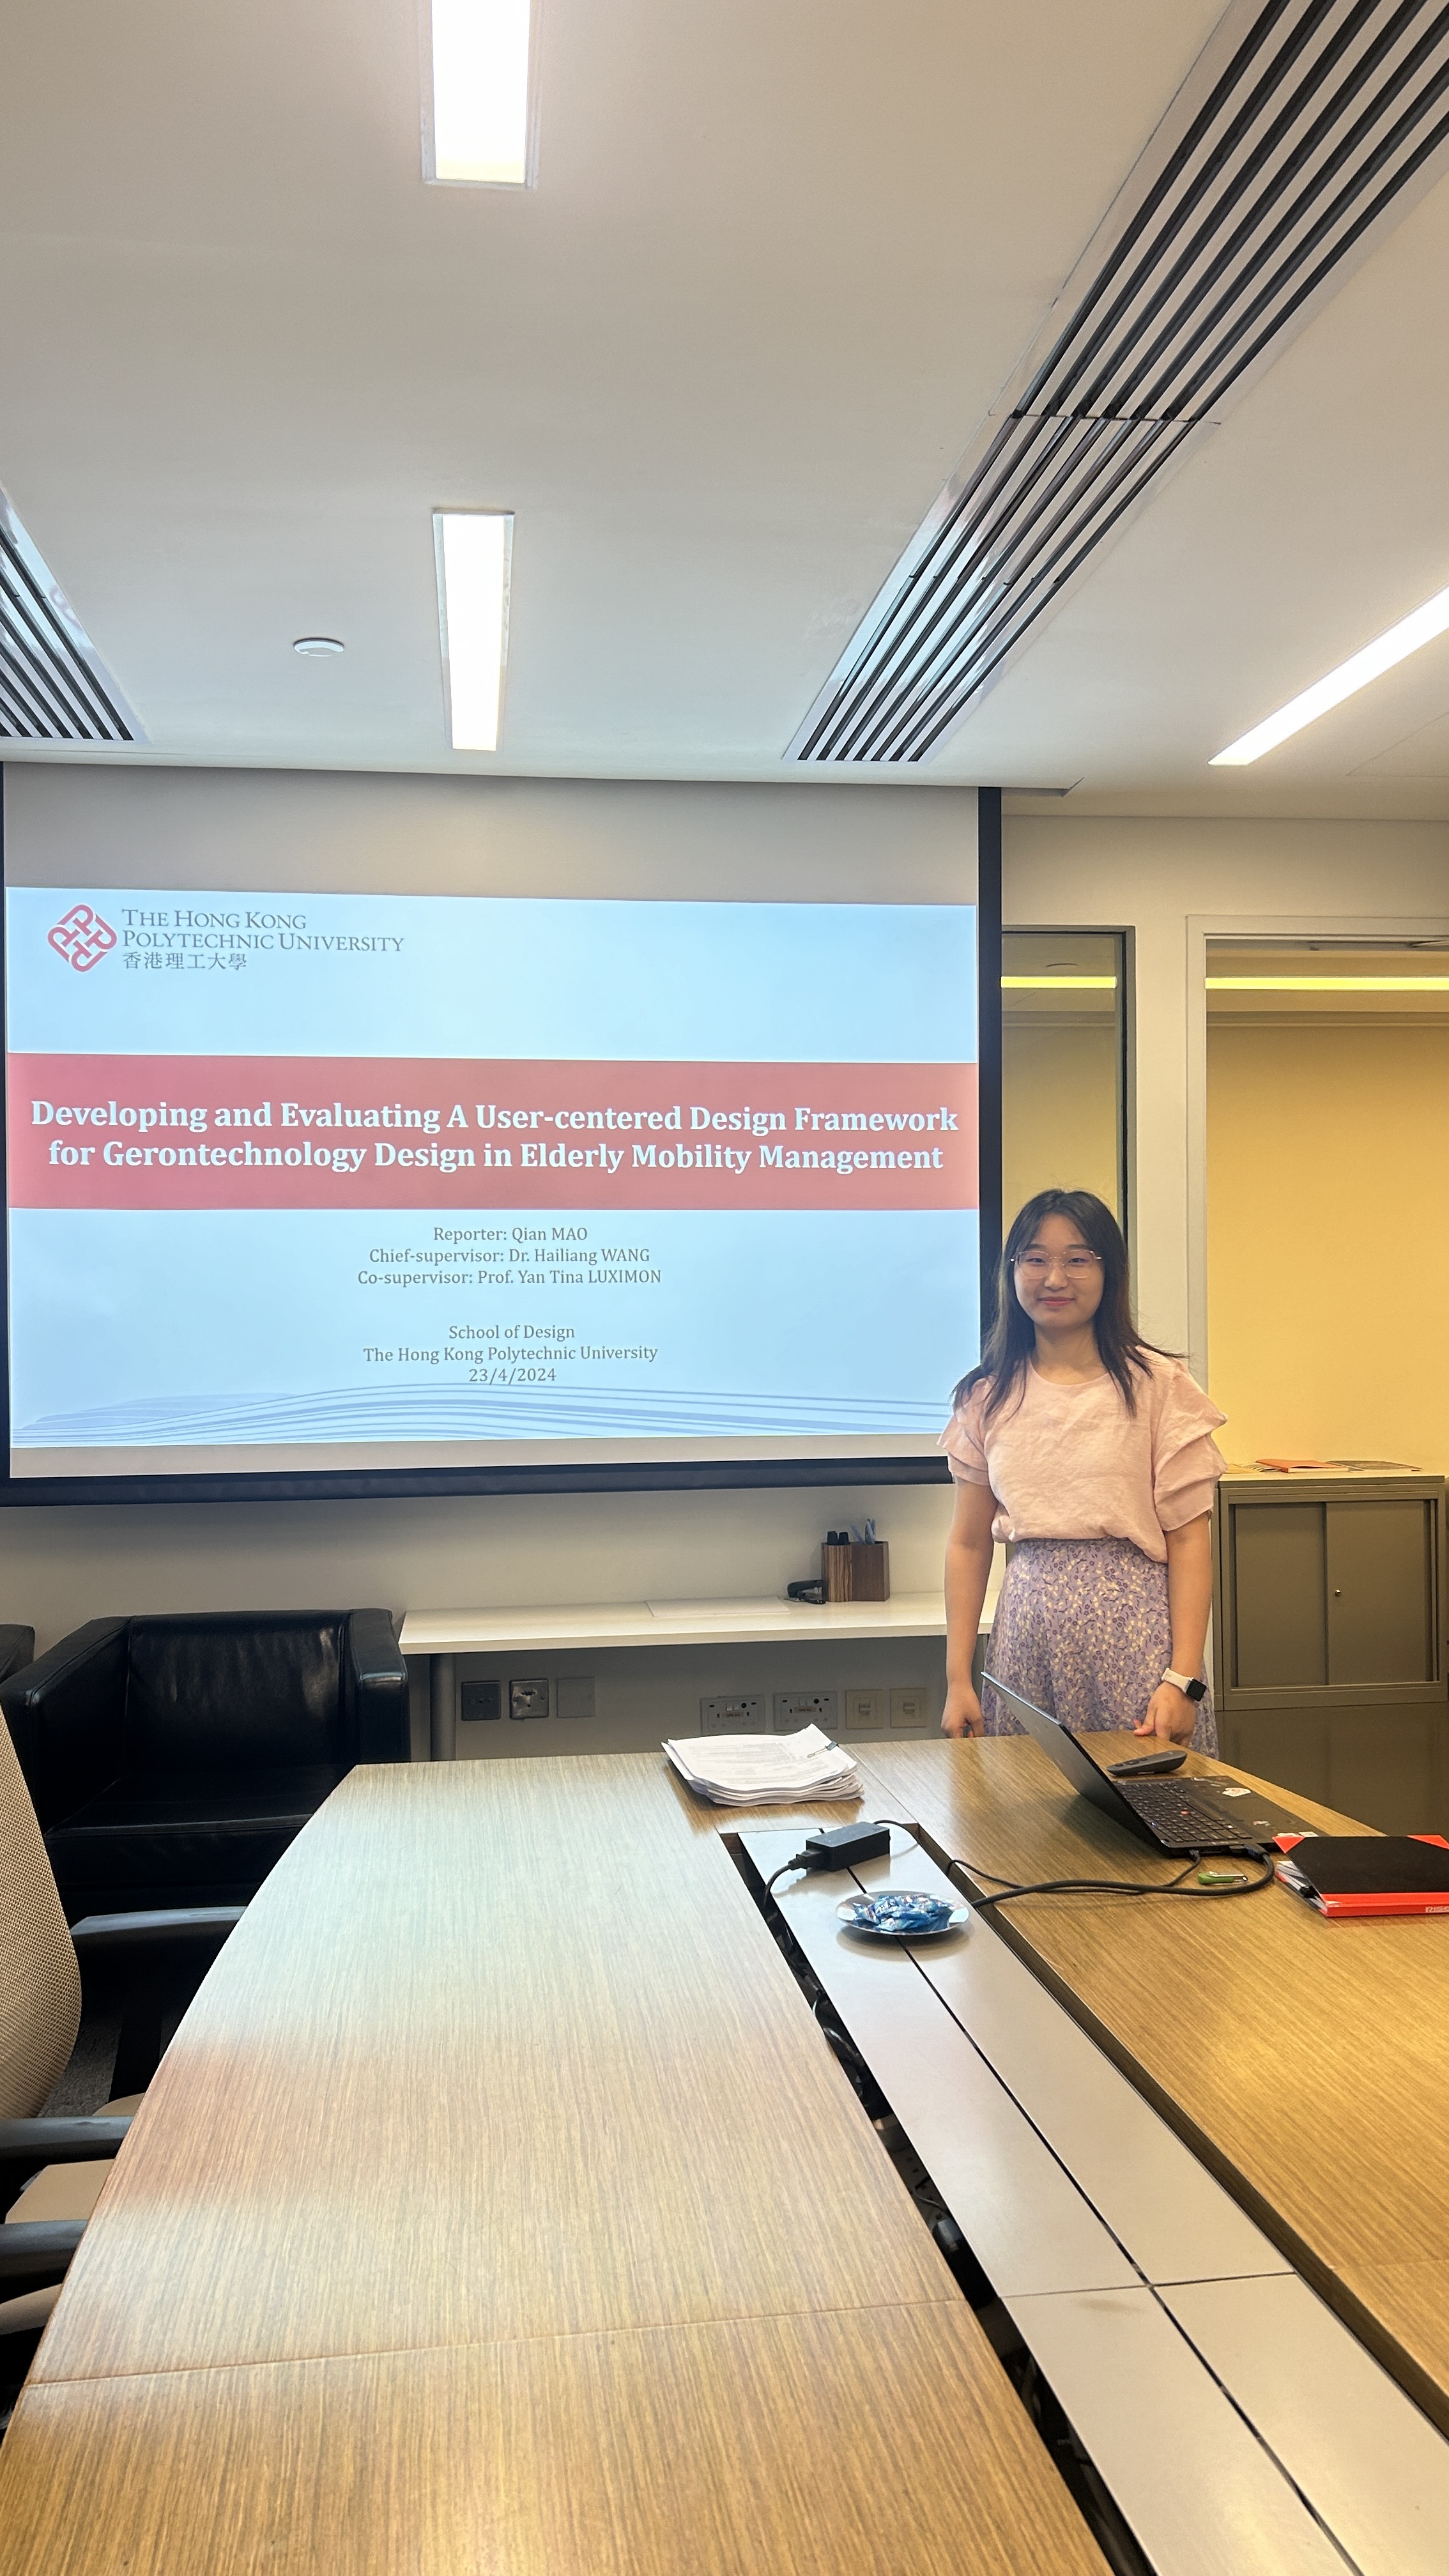 THE HONG KONG
POLYTECHNIC UNIVERSITY
香港理工大學
Developing and Evaluating A User-centered Design Framework
for Gerontechnology Design in Elderly Mobility Management
Reporter: Qian MAO
Chief-supervisor: Dr. Hailiang WANG
Co-supervisor: Prof. Yan Tina LUXIMON
School of Design
The Hong Kong Polytechnic University
23/4/2024